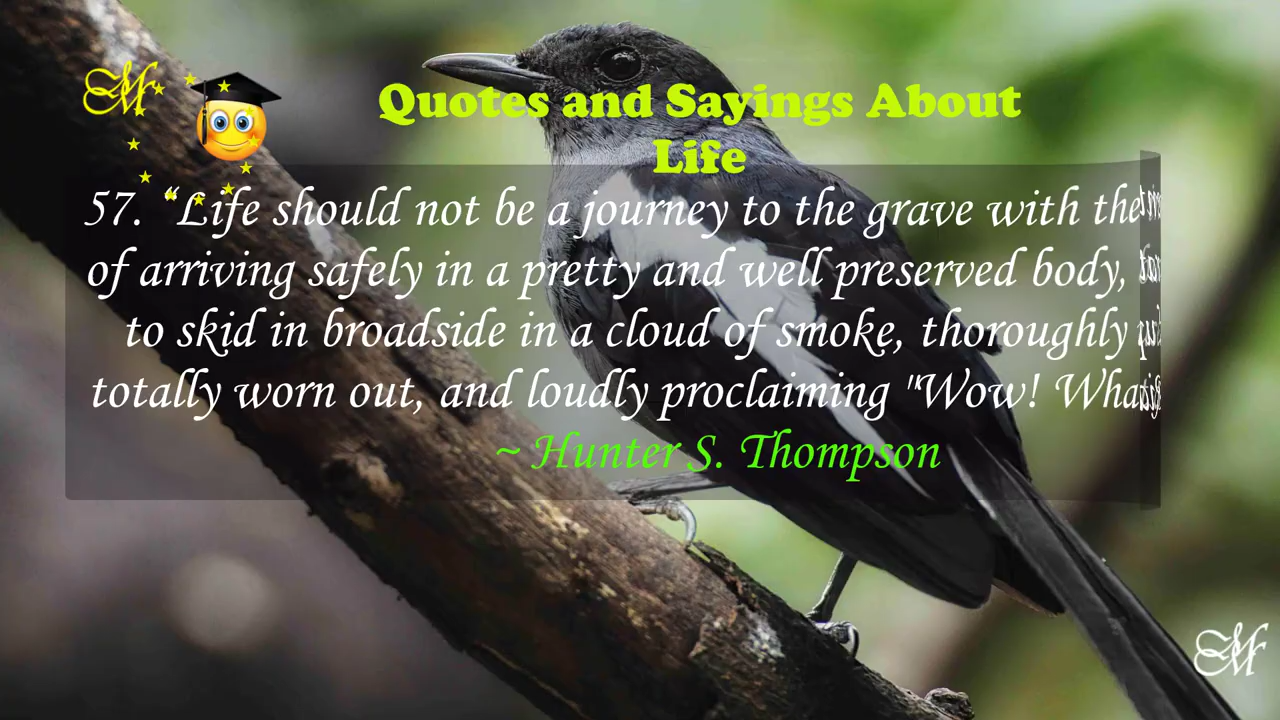 Quotes and Sayings About
Life
57. “Life should not be a journey to the grave with the
of arriving safely in a pretty and well preserved body,
to skid in broadside in a cloud of smoke, thoroughly
totally worn out, and loudly proclaiming "Wow! What
~ Hunter S. Thompson